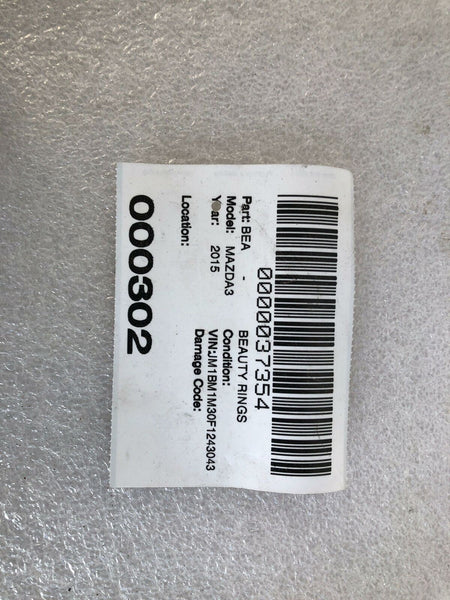 0000037354
Part: BEA - BEAUTY RINGS
Model: MAZDA3 Condition:
Year: 2015 VIN:JM1BM1M30F1243043
Location: Damage Code:
000302